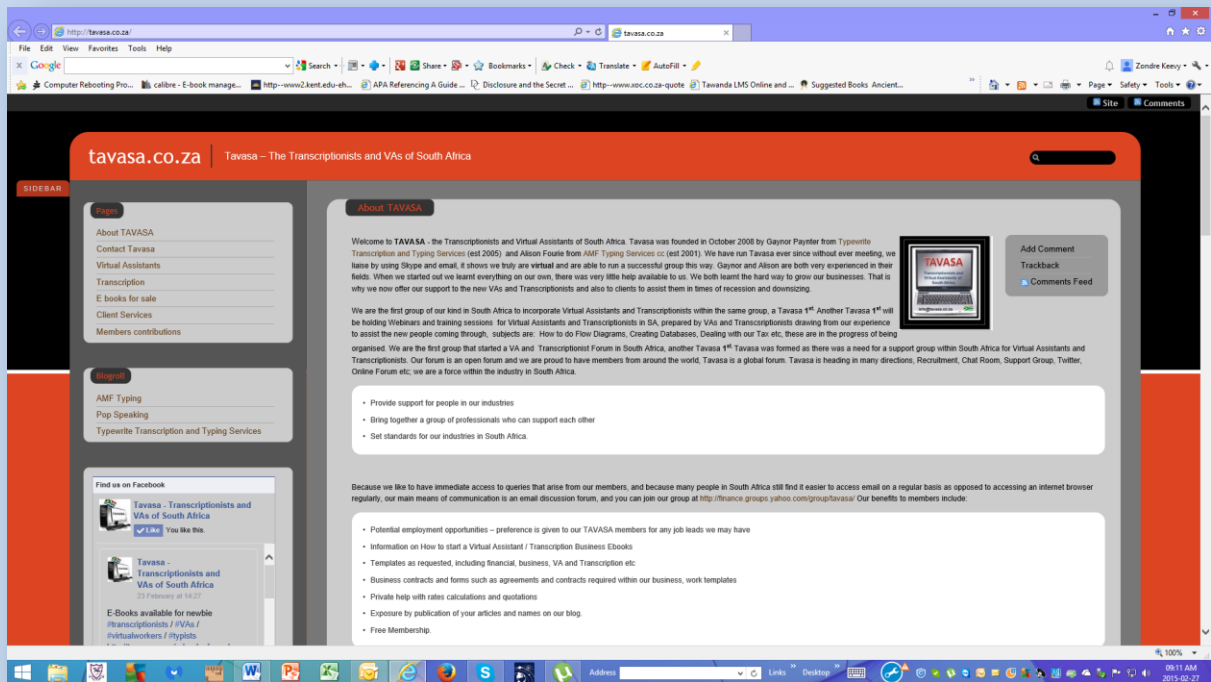 http://tavasa.co.za/
tavasa.co.za
File Edit View Favorites Tools Help
Google Search Share Bookmarks Check Translate AutoFill Zondre Keevy
Computer Rebooting Pro... calibre - E-book manage... http--www2.kent.edu-eh... APA Referencing A Guide ... Disclosure and the Secret ... http--www.xoc.co.za-quote Tawanda LMS Online and ... Suggested Books Ancient... Page Safety Tools
Site Comments
tavasa.co.za Tavasa – The Transcriptionists and VAs of South Africa
SIDEBAR
Pages
About TAVASA
Contact Tavasa
Virtual Assistants
Transcription
E books for sale
Client Services
Members contributions
Blogroll
AMF Typing
Pop Speaking
Typewrite Transcription and Typing Services
Find us on Facebook
Tavasa - Transcriptionists and
VAs of South Africa
Like You like this.
Tavasa -
Transcriptionists and
VAs of South Africa
23 February at 14:27
E-Books available for newbie
#transcriptionists / #VAs /
#virtualworkers / #typists
About TAVASA
Welcome to TAVASA - the Transcriptionists and Virtual Assistants of South Africa. Tavasa was founded in October 2008 by Gaynor Paynter from Typewrite
Transcription and Typing Services (est 2005) and Alison Fourie from AMF Typing Services cc (est 2001). We have run Tavasa ever since without ever meeting, we
liaise by using Skype and email, it shows we truly are virtual and are able to run a successful group this way. Gaynor and Alison are both very experienced in their
fields. When we started out we learnt everything on our own, there was very little help available to us. We both learnt the hard way to grow our businesses. That is
why we now offer our support to the new VAs and Transcriptionists and also to clients to assist them in times of recession and downsizing.
We are the first group of our kind in South Africa to incorporate Virtual Assistants and Transcriptionists within the same group, a Tavasa 1st. Another Tavasa 1st will
be holding Webinars and training sessions for Virtual Assistants and Transcriptionists in SA, prepared by VAs and Transcriptionists drawing from our experience
to assist the new people coming through, subjects are: How to do Flow Diagrams, Creating Databases, Dealing with our Tax etc, these are in the progress of being
organised. We are the first group that started a VA and Transcriptionist Forum in South Africa, another Tavasa 1st. Tavasa was formed as there was a need for a support group within South Africa for Virtual Assistants and
Transcriptionists. Our forum is an open forum and we are proud to have members from around the world, Tavasa is a global forum. Tavasa is heading in many directions, Recruitment, Chat Room, Support Group, Twitter,
Online Forum etc; we are a force within the industry in South Africa.
TAVASA
Transcriptionists and
Virtual Assistants of
South Africa
Add Comment
Trackback
Comments Feed
• Provide support for people in our industries
• Bring together a group of professionals who can support each other
• Set standards for our industries in South Africa.
Because we like to have immediate access to queries that arise from our members, and because many people in South Africa still find it easier to access email on a regular basis as opposed to accessing an internet browser
regularly, our main means of communication is an email discussion forum, and you can join our group at http://finance.groups.yahoo.com/group/tavasa/ Our benefits to members include:
• Potential employment opportunities – preference is given to our TAVASA members for any job leads we may have
• Information on How to start a Virtual Assistant / Transcription Business Ebooks
• Templates as requested, including financial, business, VA and Transcription etc
• Business contracts and forms such as agreements and contracts required within our business, work templates
• Private help with rates calculations and quotations
• Exposure by publication of your articles and names on our blog.
• Free Membership.
100%
Address Links Desktop 09:11 AM
2015-02-27